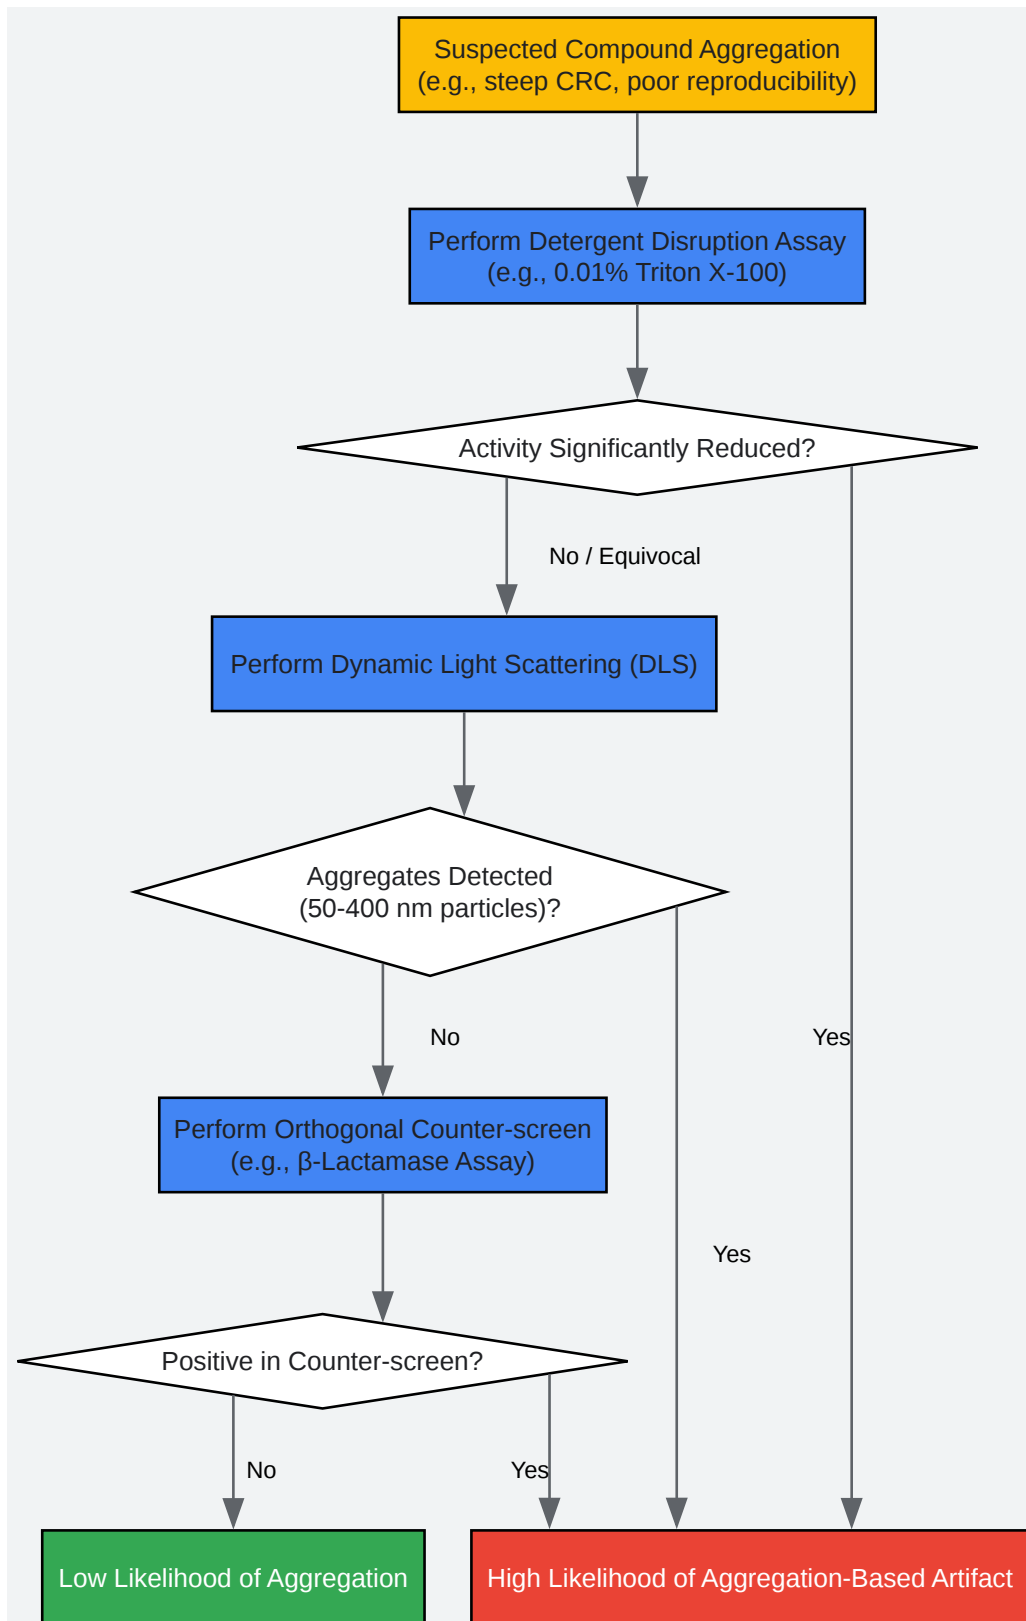 Suspected Compound Aggregation
(e.g., steep CRC, poor reproducibility)
Perform Detergent Disruption Assay
(e.g., 0.01% Triton X-100)
Activity Significantly Reduced?
No / Equivocal
Perform Dynamic Light Scattering (DLS)
Aggregates Detected
(50-400 nm particles)?
No
Yes
Perform Orthogonal Counter-screen
(e.g., β-Lactamase Assay)
Yes
Positive in Counter-screen?
No
Yes
Low Likelihood of Aggregation
High Likelihood of Aggregation-Based Artifact